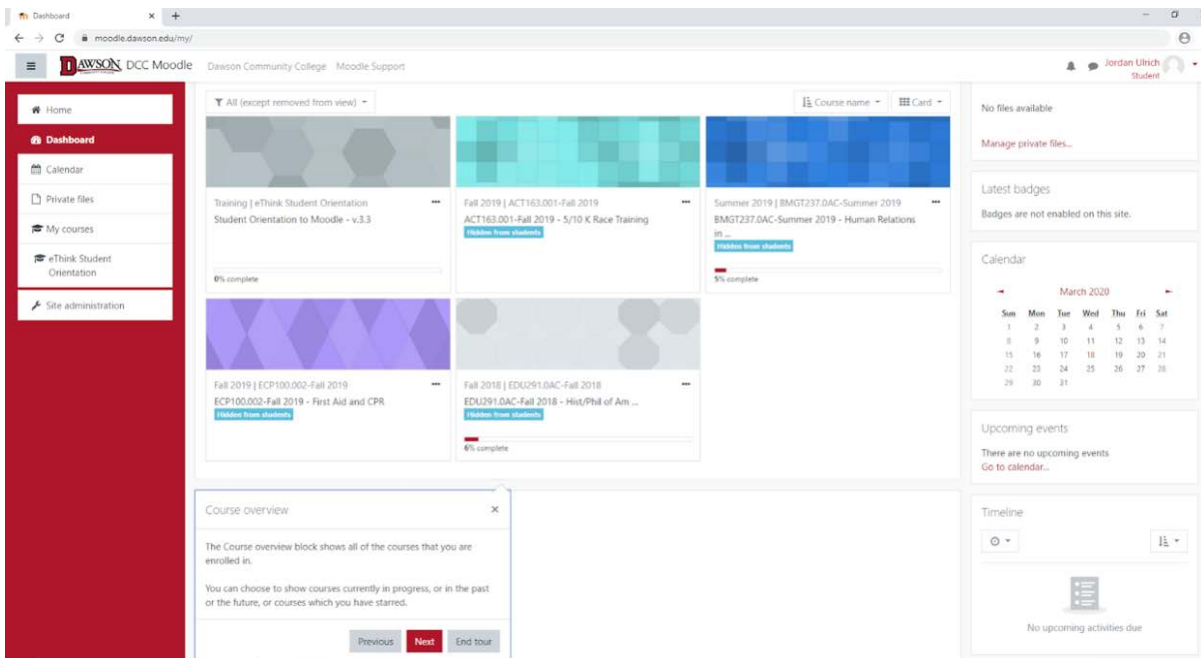 Dashboard
moodle.dawson.edu/my/
DAWSON DCC Moodle Dawson Community College Moodle Support
Jordan Ulrich
Student
Home
Dashboard
Calendar
Private files
My courses
eThink Student
Orientation
Site administration
All (except removed from view)
Course name
Card
Training | eThink Student Orientation
Student Orientation to Moodle - v.3.3
0% complete
Fall 2019 | ACT163.001-Fall 2019
ACT163.001-Fall 2019 - 5/10 K Race Training
Hidden from students
Summer 2019 | BMGT237.0AC-Summer 2019
BMGT237.0AC-Summer 2019 - Human Relations
in ...
Hidden from students
5% complete
Fall 2019 | ECP100.002-Fall 2019
ECP100.002-Fall 2019 - First Aid and CPR
Hidden from students
Fall 2018 | EDU291.0AC-Fall 2018
EDU291.0AC-Fall 2018 - Hist/Phil of Am ...
Hidden from students
6% complete
Course overview
The Course overview block shows all of the courses that you are
enrolled in.
You can choose to show courses currently in progress, or in the past
or the future, or courses which you have starred.
Previous Next End tour
No files available
Manage private files...
Latest badges
Badges are not enabled on this site.
Calendar
March 2020
Sun Mon Tue Wed Thu Fri Sat
1 2 3 4 5 6 7
8 9 10 11 12 13 14
15 16 17 18 19 20 21
22 23 24 25 26 27 28
29 30 31
Upcoming events
There are no upcoming events
Go to calendar...
Timeline
No upcoming activities due